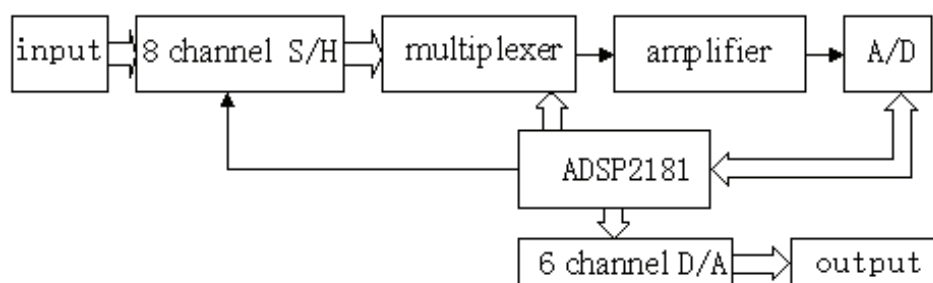 input
8 channel S/H
multiplexer
amplifier
A/D
ADSP2181
6 channel D/A
output